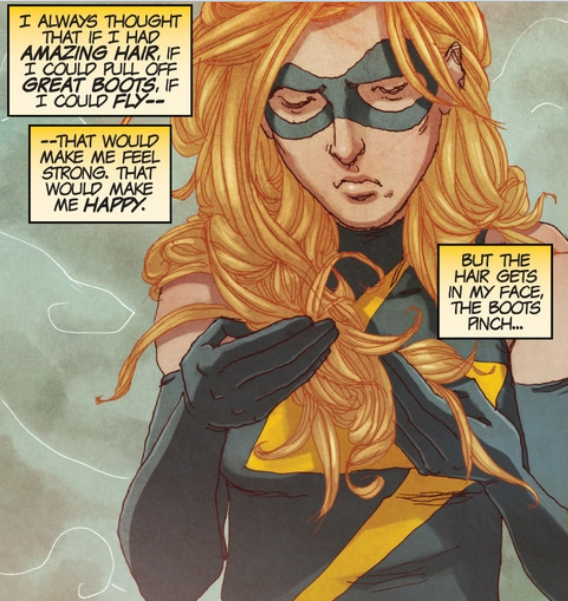 I ALWAYS THOUGHT
THAT IF I HAD
AMAZING HAIR, IF
I COULD PULL OFF
GREAT BOOTS, IF
I COULD FLY--
--THAT WOULD
MAKE ME FEEL
STRONG. THAT
WOULD MAKE
ME HAPPY.
BUT THE
HAIR GETS
IN MY FACE,
THE BOOTS
PINCH...